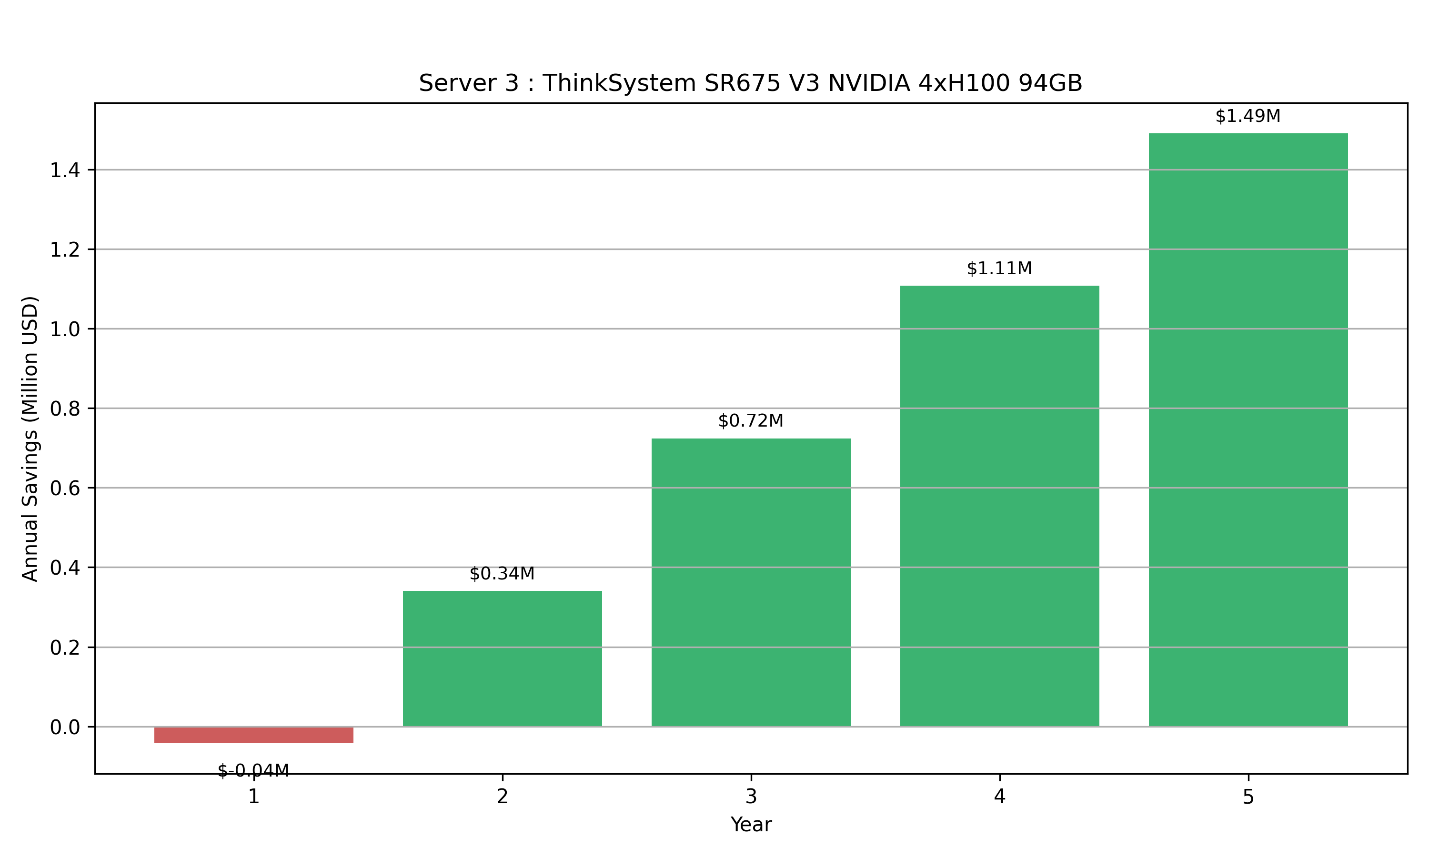 Server 3 : ThinkSystem SR675 V3 NVIDIA 4xH100 94GB
$1.49M
1.4
1.2
$1.11M
1.0
0.8
$0.72M
0.6
0.4
$0.34M
0.2
0.0
$-0.04M
Annual Savings (Million USD)
1 2 3 4 5
Year